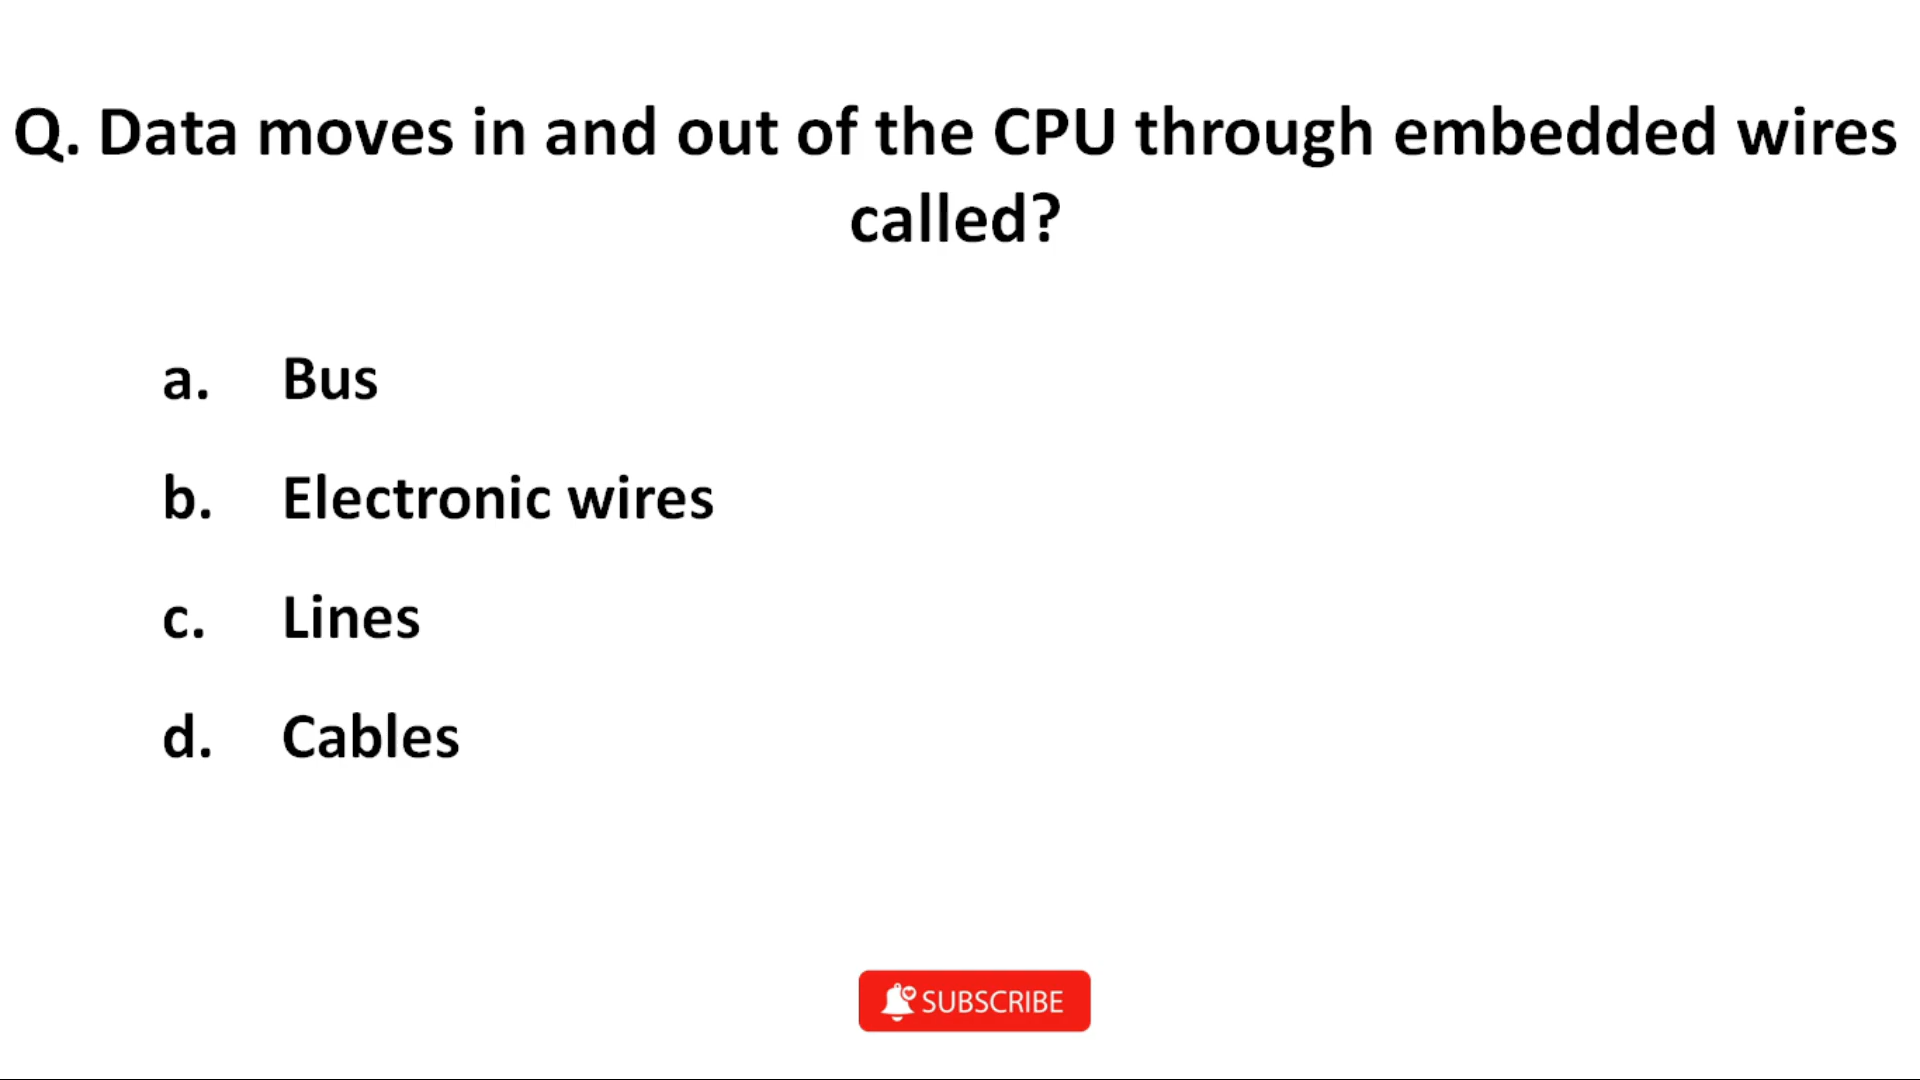 Q. Data moves in and out of the CPU through embedded wires
called?
a. Bus
b. Electronic wires
c. Lines
d. Cables
SUBSCRIBE